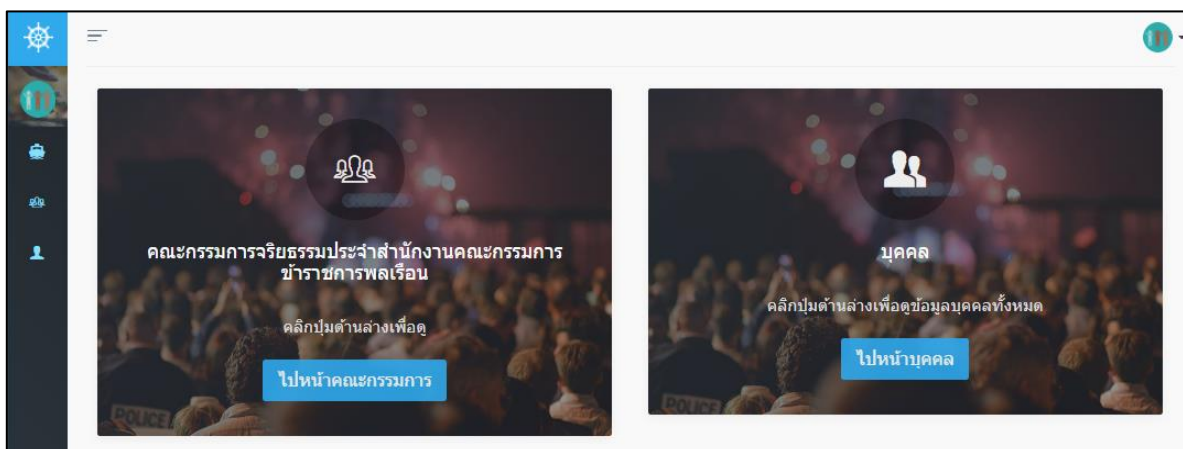 คณะกรรมการจริยธรรมประจำสำนักงานคณะกรรมการ
ข้าราชการพลเรือน
คลิกปุ่มด้านล่างเพื่อดู
ไปหน้าคณะกรรมการ
POLICE
บุคคล
คลิกปุ่มด้านล่างเพื่อดูข้อมูลบุคคลทั้งหมด
ไปหน้าบุคคล
POLICE